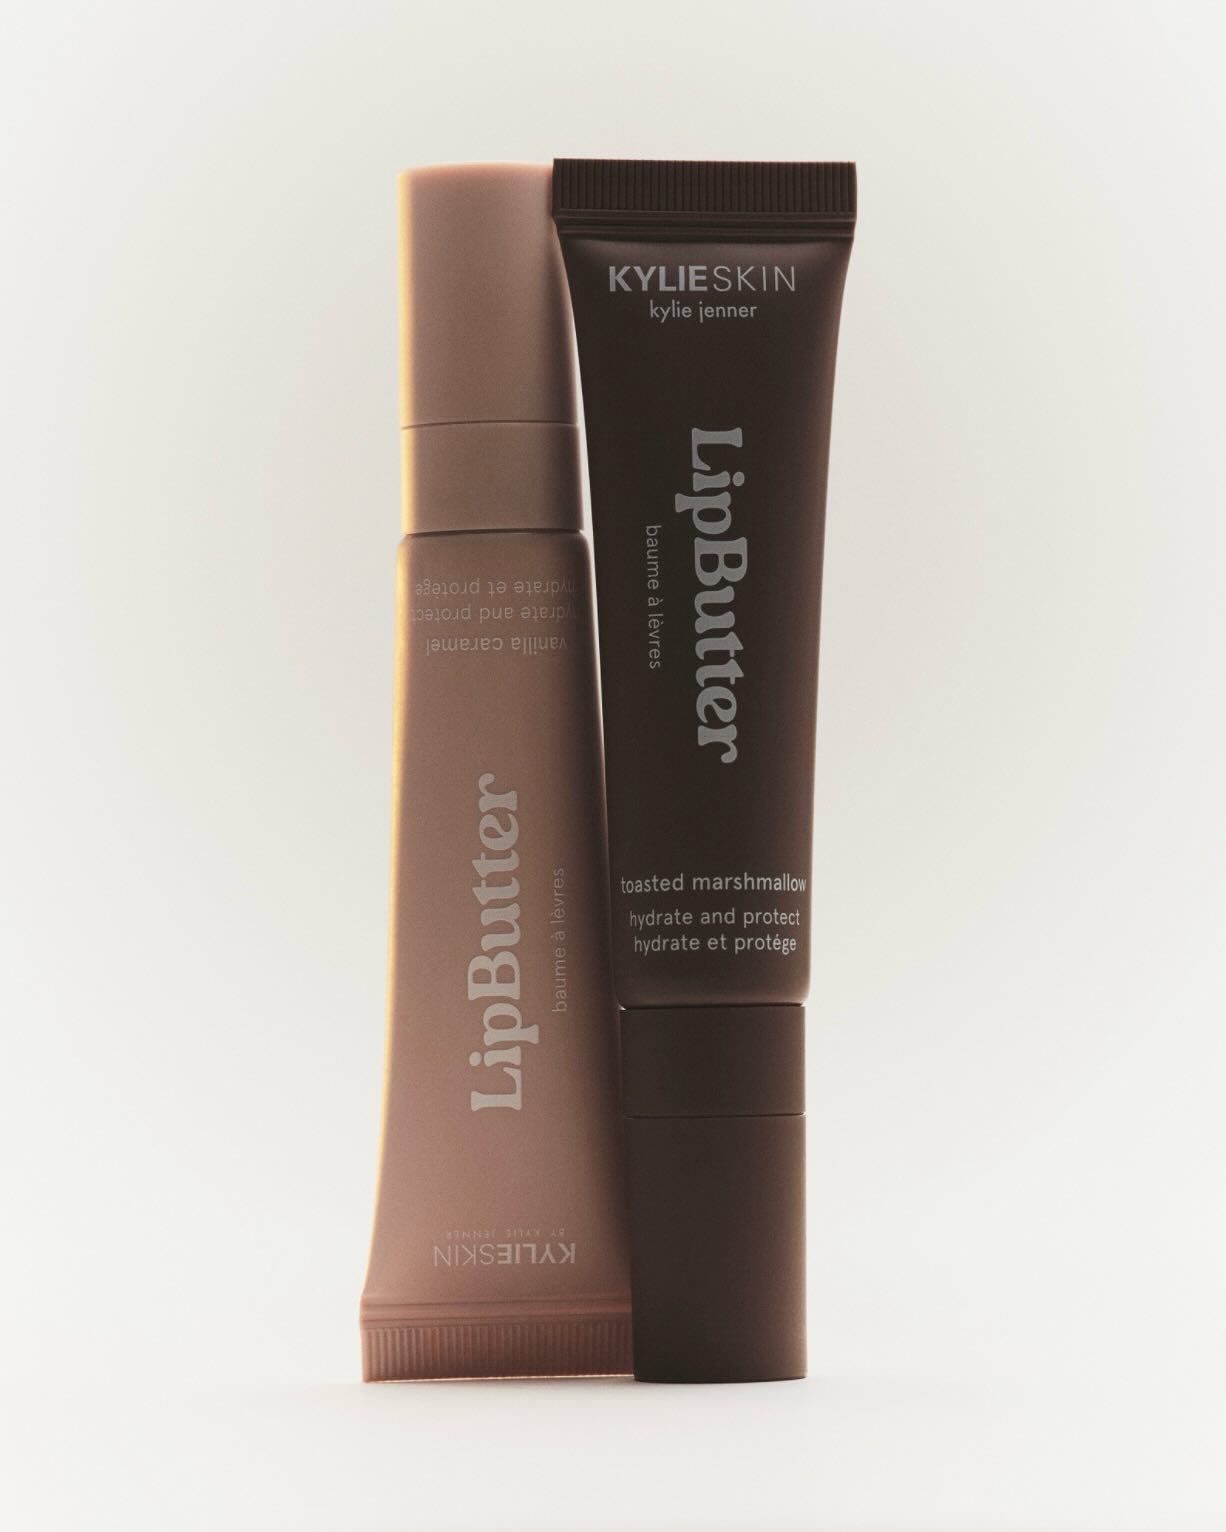 KYLIESKIN
kylie jenner
LipButter
baume à lèvres
toasted marshmallow
hydrate and protect
hydrate et protége
KYLIESKIN
BY KYLIE JENNER
LipButter
baume à lèvres
vanilla caramel
hydrate and protect
hydrate et protège